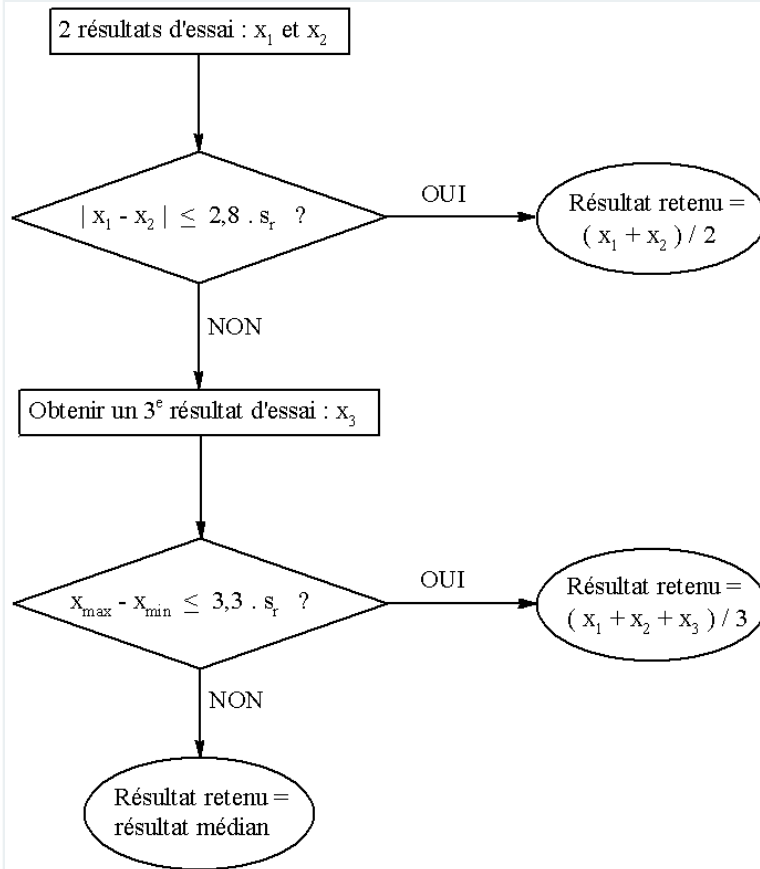 2 résultats d'essai : x₁ et x₂
| x₁ - x₂ | ≤ 2,8 . sᵣ ?
OUI
Résultat retenu =
( x₁ + x₂ ) / 2
NON
Obtenir un 3ᵉ résultat d'essai : x₃
x_max - x_min ≤ 3,3 . sᵣ ?
OUI
Résultat retenu =
( x₁ + x₂ + x₃ ) / 3
NON
Résultat retenu =
résultat médian